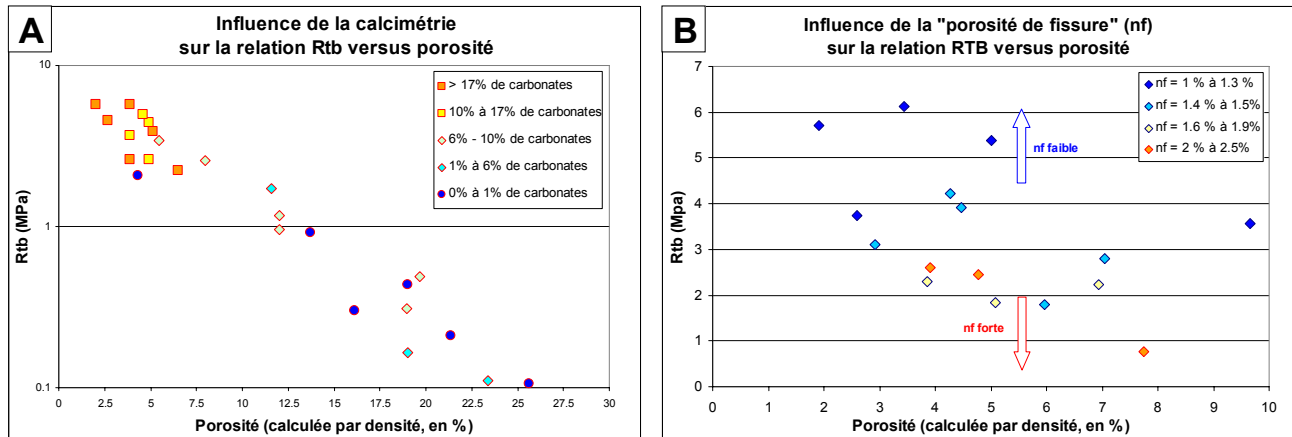 A
Influence de la calcimétrie
sur la relation Rtb versus porosité
10
1
0.1
Rtb (MPa)
> 17% de carbonates
10% à 17% de carbonates
6% - 10% de carbonates
1% à 6% de carbonates
0% à 1% de carbonates
0 2.5 5 7.5 10 12.5 15 17.5 20 22.5 25 27.5 30
Porosité (calculée par densité, en %)
B
Influence de la "porosité de fissure" (nf)
sur la relation RTB versus porosité
7
6
5
4
3
2
1
0
Rtb (Mpa)
nf = 1 % à 1.3 %
nf = 1.4 % à 1.5%
nf = 1.6 % à 1.9%
nf = 2 % à 2.5%
nf faible
nf forte
0 1 2 3 4 5 6 7 8 9 10
Porosité (calculée par densité, en %)